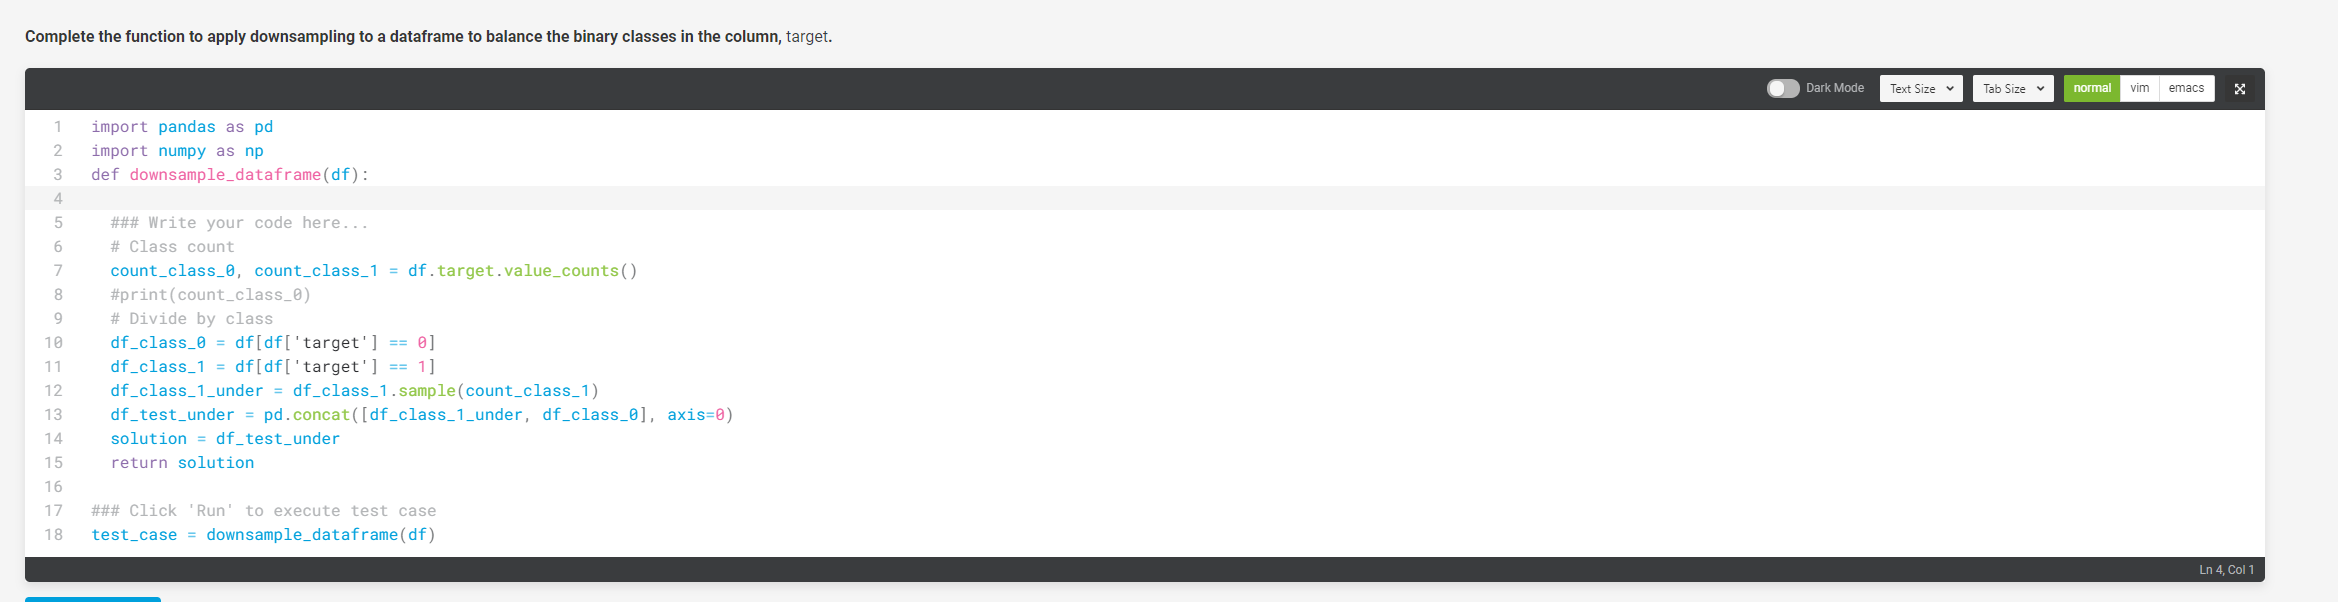 Complete the function to apply downsampling to a dataframe to balance the binary classes in the column, target.
Dark Mode Text Size Tab Size normal vim emacs
1 import pandas as pd
2 import numpy as np
3 def downsample_dataframe(df):
4
5 ### Write your code here...
6 # Class count
7 count_class_0, count_class_1 = df.target.value_counts()
8 #print(count_class_0)
9 # Divide by class
10 df_class_0 = df[df['target'] == 0]
11 df_class_1 = df[df['target'] == 1]
12 df_class_1_under = df_class_1.sample(count_class_1)
13 df_test_under = pd.concat([df_class_1_under, df_class_0], axis=0)
14 solution = df_test_under
15 return solution
16
17 ### Click 'Run' to execute test case
18 test_case = downsample_dataframe(df)
Ln 4, Col 1